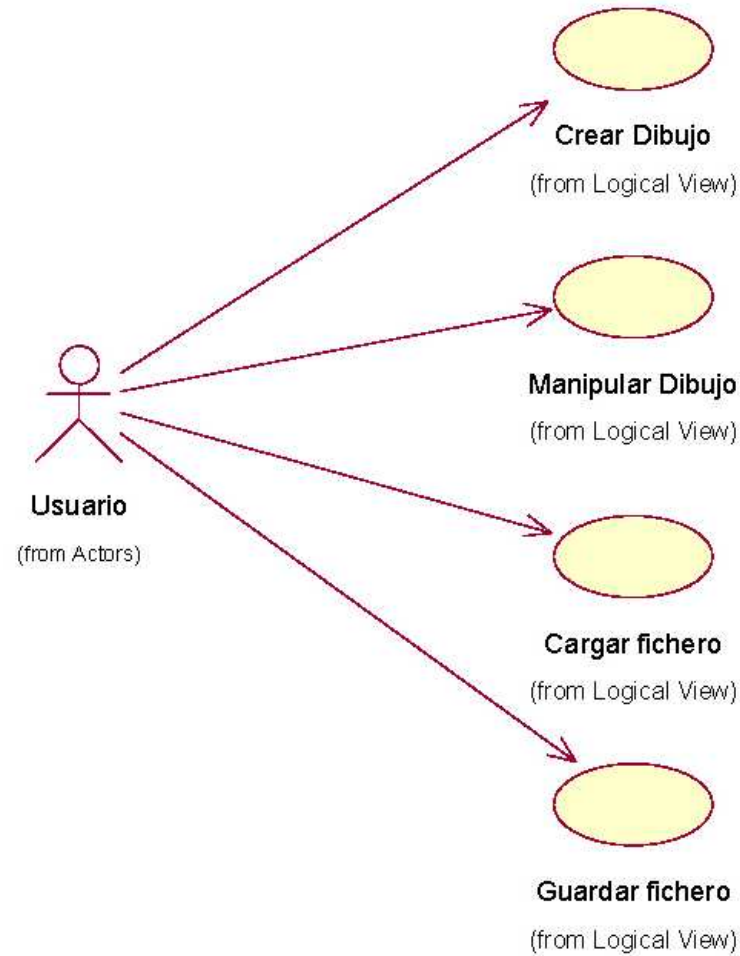 Crear Dibujo
(from Logical View)
Manipular Dibujo
(from Logical View)
Usuario
(from Actors)
Cargar fichero
(from Logical View)
Guardar fichero
(from Logical View)